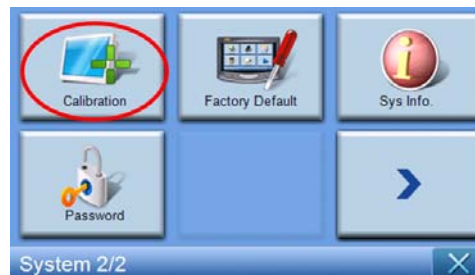 Calibration
Factory Default
Sys Info.
Password
System 2/2